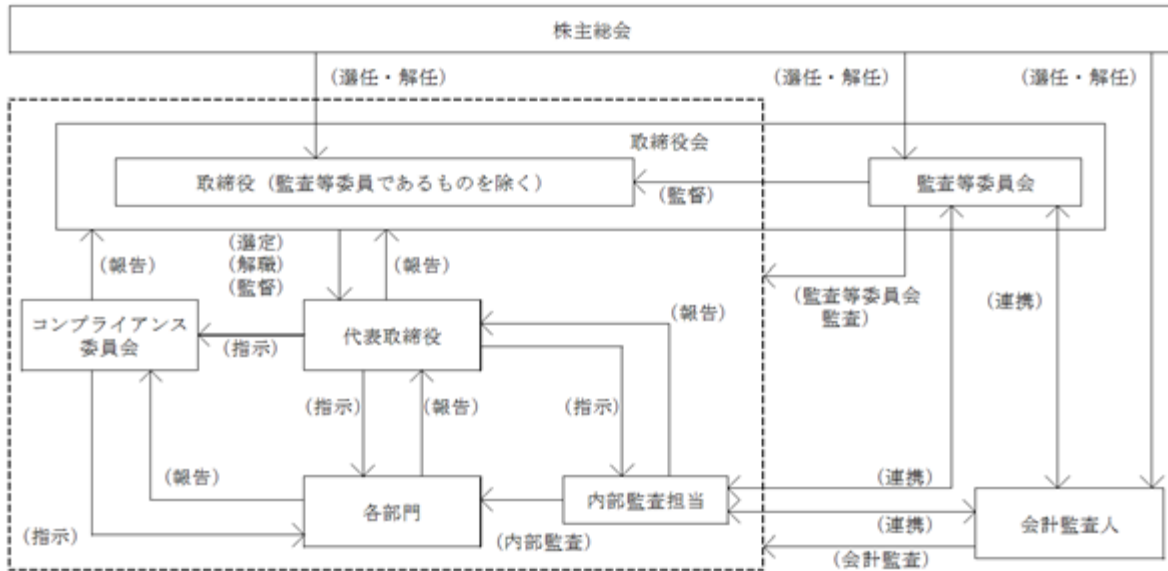 株主総会
(選任・解任)
(選任・解任)
(選任・解任)
取締役会
取締役(監査等委員であるものを除く)
(監督)
監査等委員会
(報告)
(選定)
(解職)
(監督)
(報告)
(監査等委員会
監査)
(連携)
コンプライアンス
委員会
(指示)
代表取締役
(報告)
(指示)
(報告)
(指示)
(報告)
(指示)
各部門
(内部監査)
内部監査担当
(連携)
(連携)
(会計監査)
会計監査人